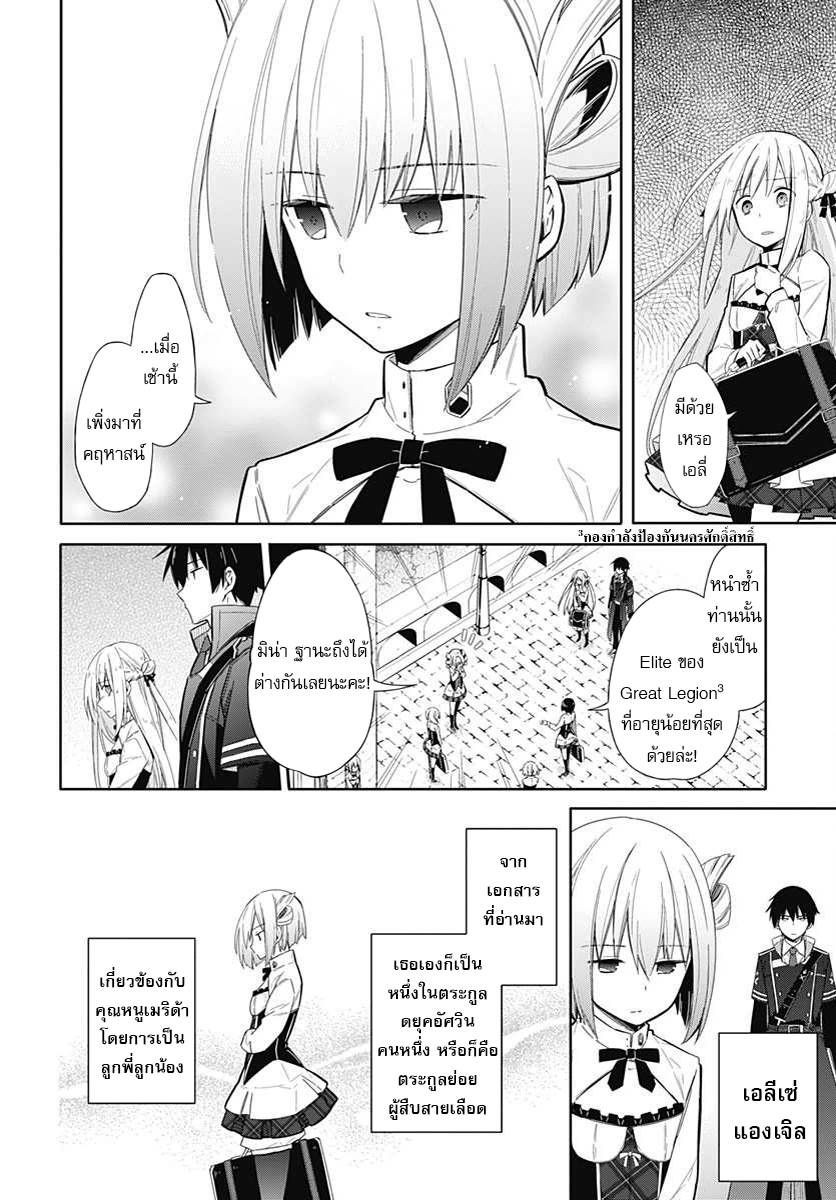 มีด้วย
เหรอ
เอลี่
...เมื่อ
เช้านี้
เพิ่งมาที่
คฤหาสน์
³กองกำลังป้องกันนครศักดิ์สิทธิ์
หนำซ้ำ
ท่านนั้น
ยังเป็น
Elite ของ
Great Legion³
ที่อายุน้อยที่สุด
ด้วยล่ะ!
มิน่า ฐานะถึงได้
ต่างกันเลยนะคะ!
เอลีเซ่
แองเจิล
จาก
เอกสาร
ที่อ่านมา
เธอเองก็เป็น
หนึ่งในตระกูล
ดยุคอัศวิน
คนหนึ่ง หรือก็คือ
ตระกูลย่อย
ผู้สืบสายเลือด
เกี่ยวข้องกับ
คุณหนูเมริด้า
โดยการเป็น
ลูกพี่ลูกน้อง